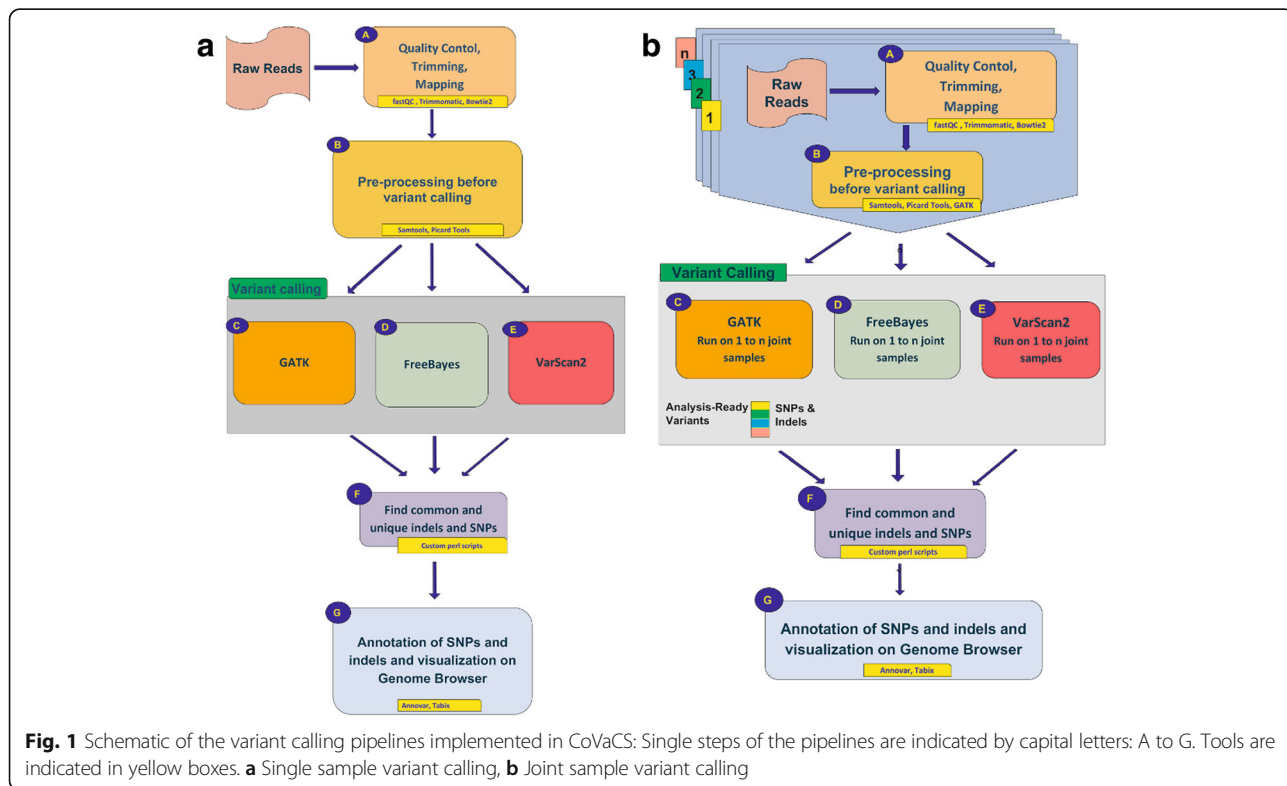 a
Raw Reads
A
Quality Contol,
Trimming,
Mapping
fastQC , Trimmomatic, Bowtie2
B
Pre-processing before
variant calling
Samtools, Picard Tools
Variant calling
C
GATK
D
FreeBayes
E
VarScan2
F
Find common and
unique indels and SNPs
Custom perl scripts
G
Annotation of SNPs and
indels and visualization on
Genome Browser
Annovar, Tabix
b
n
3
2
1
Raw
Reads
A
Quality Contol,
Trimming,
Mapping
fastQC , Trimmomatic, Bowtie2
B
Pre-processing
before variant calling
Samtools, Picard Tools, GATK
Variant Calling
C
GATK
Run on 1 to n joint
samples
D
FreeBayes
Run on 1 to n joint
samples
E
VarScan2
Run on 1 to n joint
samples
Analysis-Ready
Variants
SNPs &
Indels
F
Find common and
unique indels and SNPs
Custom perl scripts
G
Annotation of SNPs and indels and
visualization on Genome Browser
Annovar, Tabix
Fig. 1 Schematic of the variant calling pipelines implemented in CoVaCS: Single steps of the pipelines are indicated by capital letters: A to G. Tools are
indicated in yellow boxes. a Single sample variant calling, b Joint sample variant calling